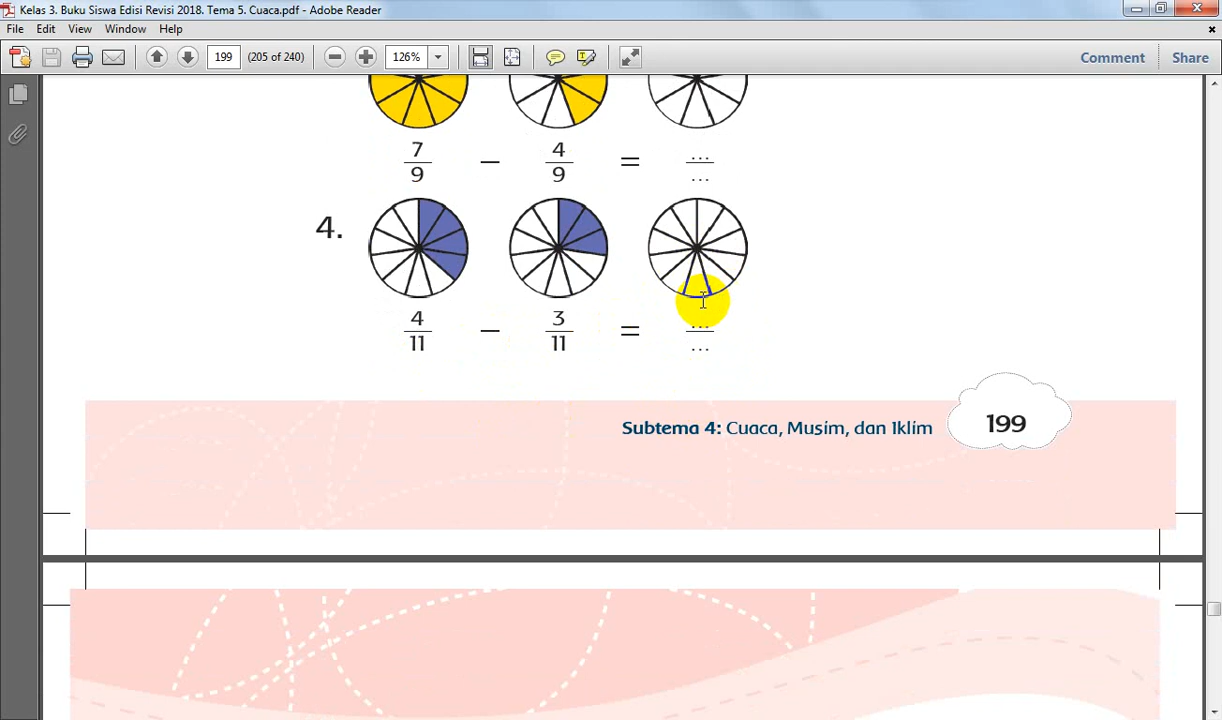 Kelas 3. Buku Siswa Edisi Revisi 2018. Tema 5. Cuaca.pdf - Adobe Reader
File Edit View Window Help
199 (205 of 240) 126% Comment Share
7/9 – 4/9 = .../...
4.
4/11 – 3/11 = .../...
Subtema 4: Cuaca, Musim, dan Iklim 199